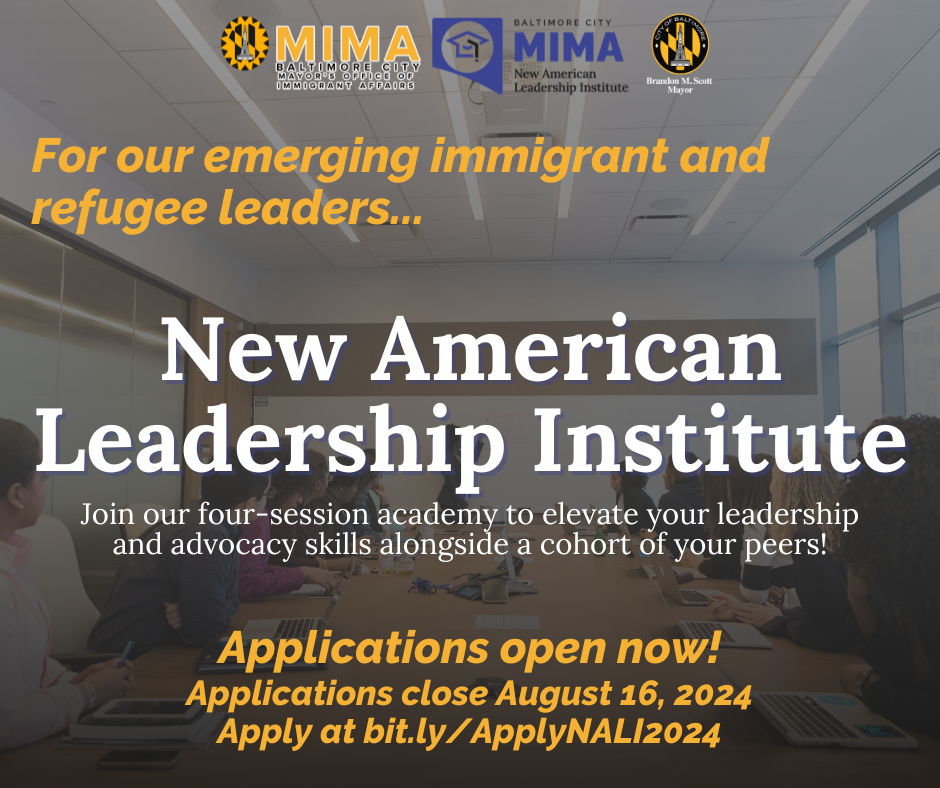 MIMA
BALTIMORE CITY
MAYOR'S OFFICE OF
IMMIGRANT AFFAIRS
BALTIMORE CITY
MIMA
New American
Leadership Institute
CITY OF BALTIMORE
Brandon M. Scott
Mayor
For our emerging immigrant and
refugee leaders...
New American
Leadership Institute
Join our four-session academy to elevate your leadership
and advocacy skills alongside a cohort of your peers!
Applications open now!
Applications close August 16, 2024
Apply at bit.ly/ApplyNALI2024